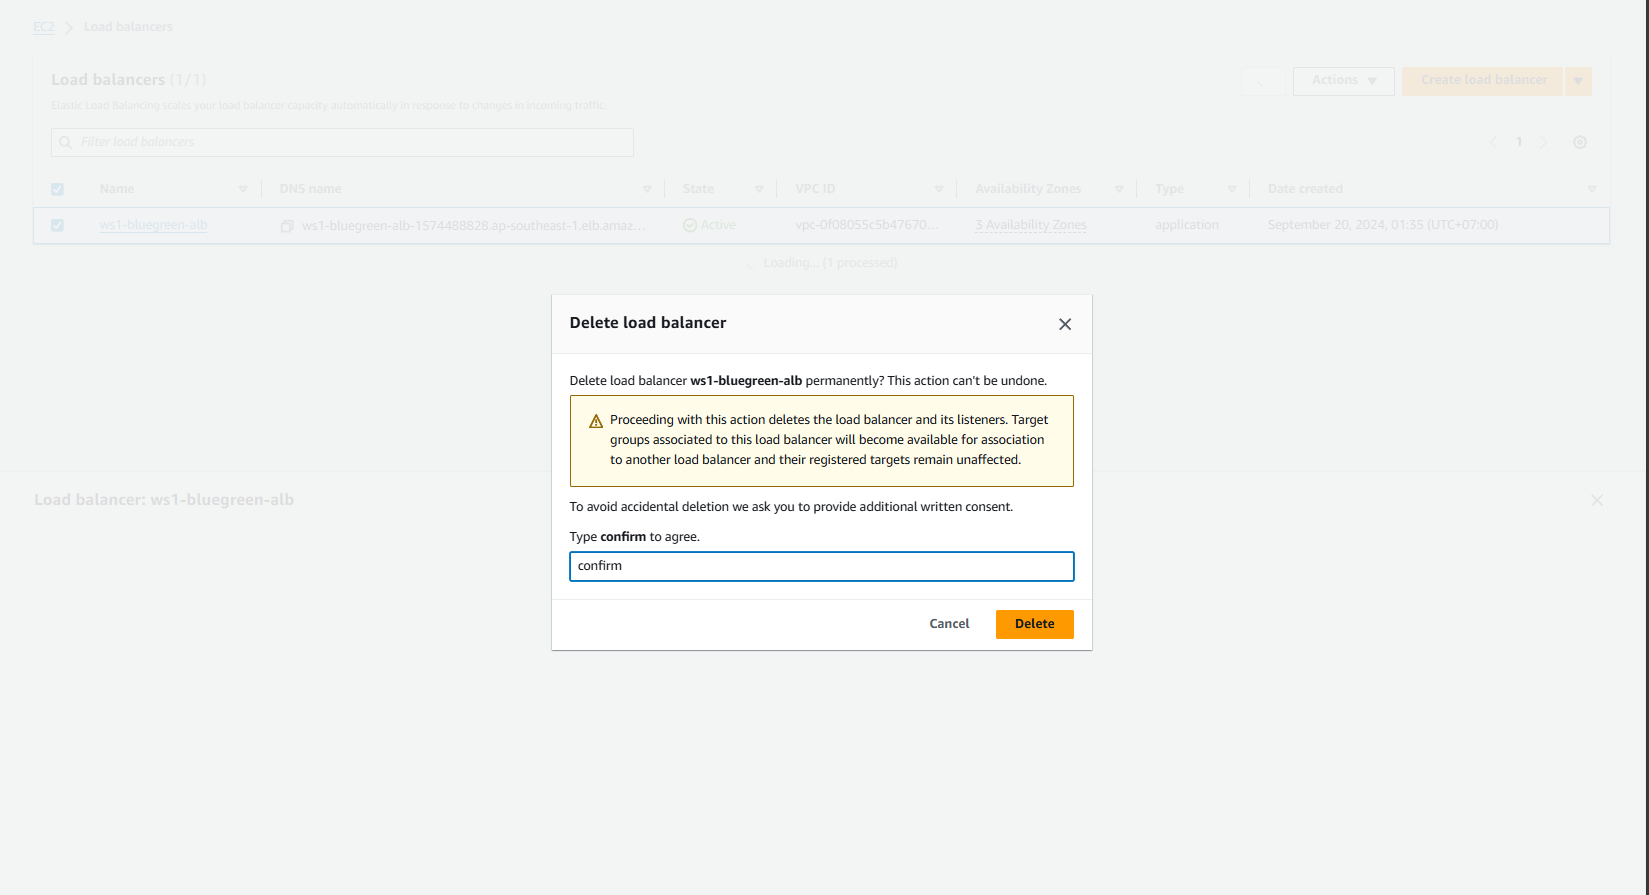 EC2 Load balancers
Load balancers (1/1)
Actions
Create load balancer
Elastic Load Balancing scales your load balancer capacity automatically in response to changes in incoming traffic.
Filter load balancers
1
Name DNS name State VPC ID Availability Zones Type Date created
ws1-bluegreen-alb ws1-bluegreen-alb-1574488828.ap-southeast-1.elb.amaz... Active vpc-0f08055c5b47670... 3 Availability Zones application September 20, 2024, 01:35 (UTC+07:00)
Loading... (1 processed)
Delete load balancer
Delete load balancer ws1-bluegreen-alb permanently? This action can't be undone.
Proceeding with this action deletes the load balancer and its listeners. Target
groups associated to this load balancer will become available for association
to another load balancer and their registered targets remain unaffected.
To avoid accidental deletion we ask you to provide additional written consent.
Type confirm to agree.
confirm
Cancel Delete
Load balancer: ws1-bluegreen-alb